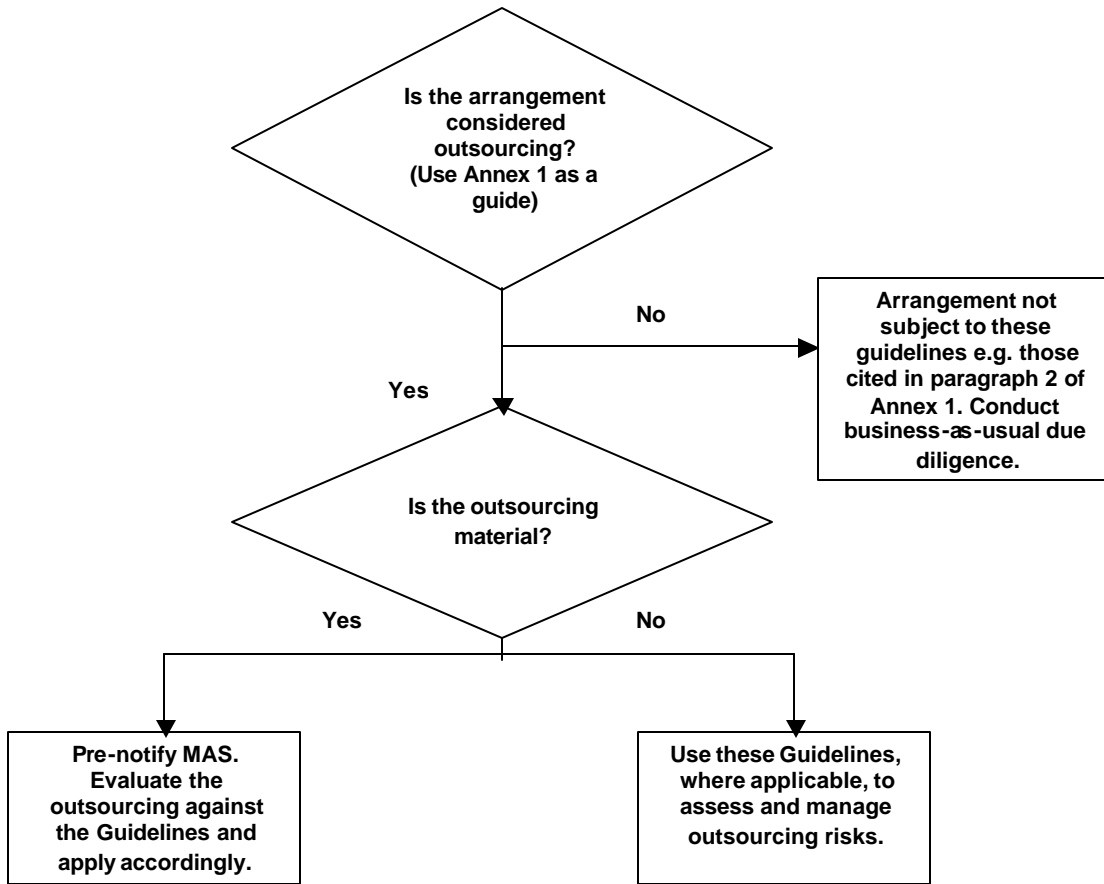 Is the arrangement
considered
outsourcing?
(Use Annex 1 as a
guide)
No
Arrangement not
subject to these
guidelines e.g. those
cited in paragraph 2 of
Annex 1. Conduct
business-as-usual due
diligence.
Yes
Is the outsourcing
material?
Yes
No
Pre-notify MAS.
Evaluate the
outsourcing against
the Guidelines and
apply accordingly.
Use these Guidelines,
where applicable, to
assess and manage
outsourcing risks.